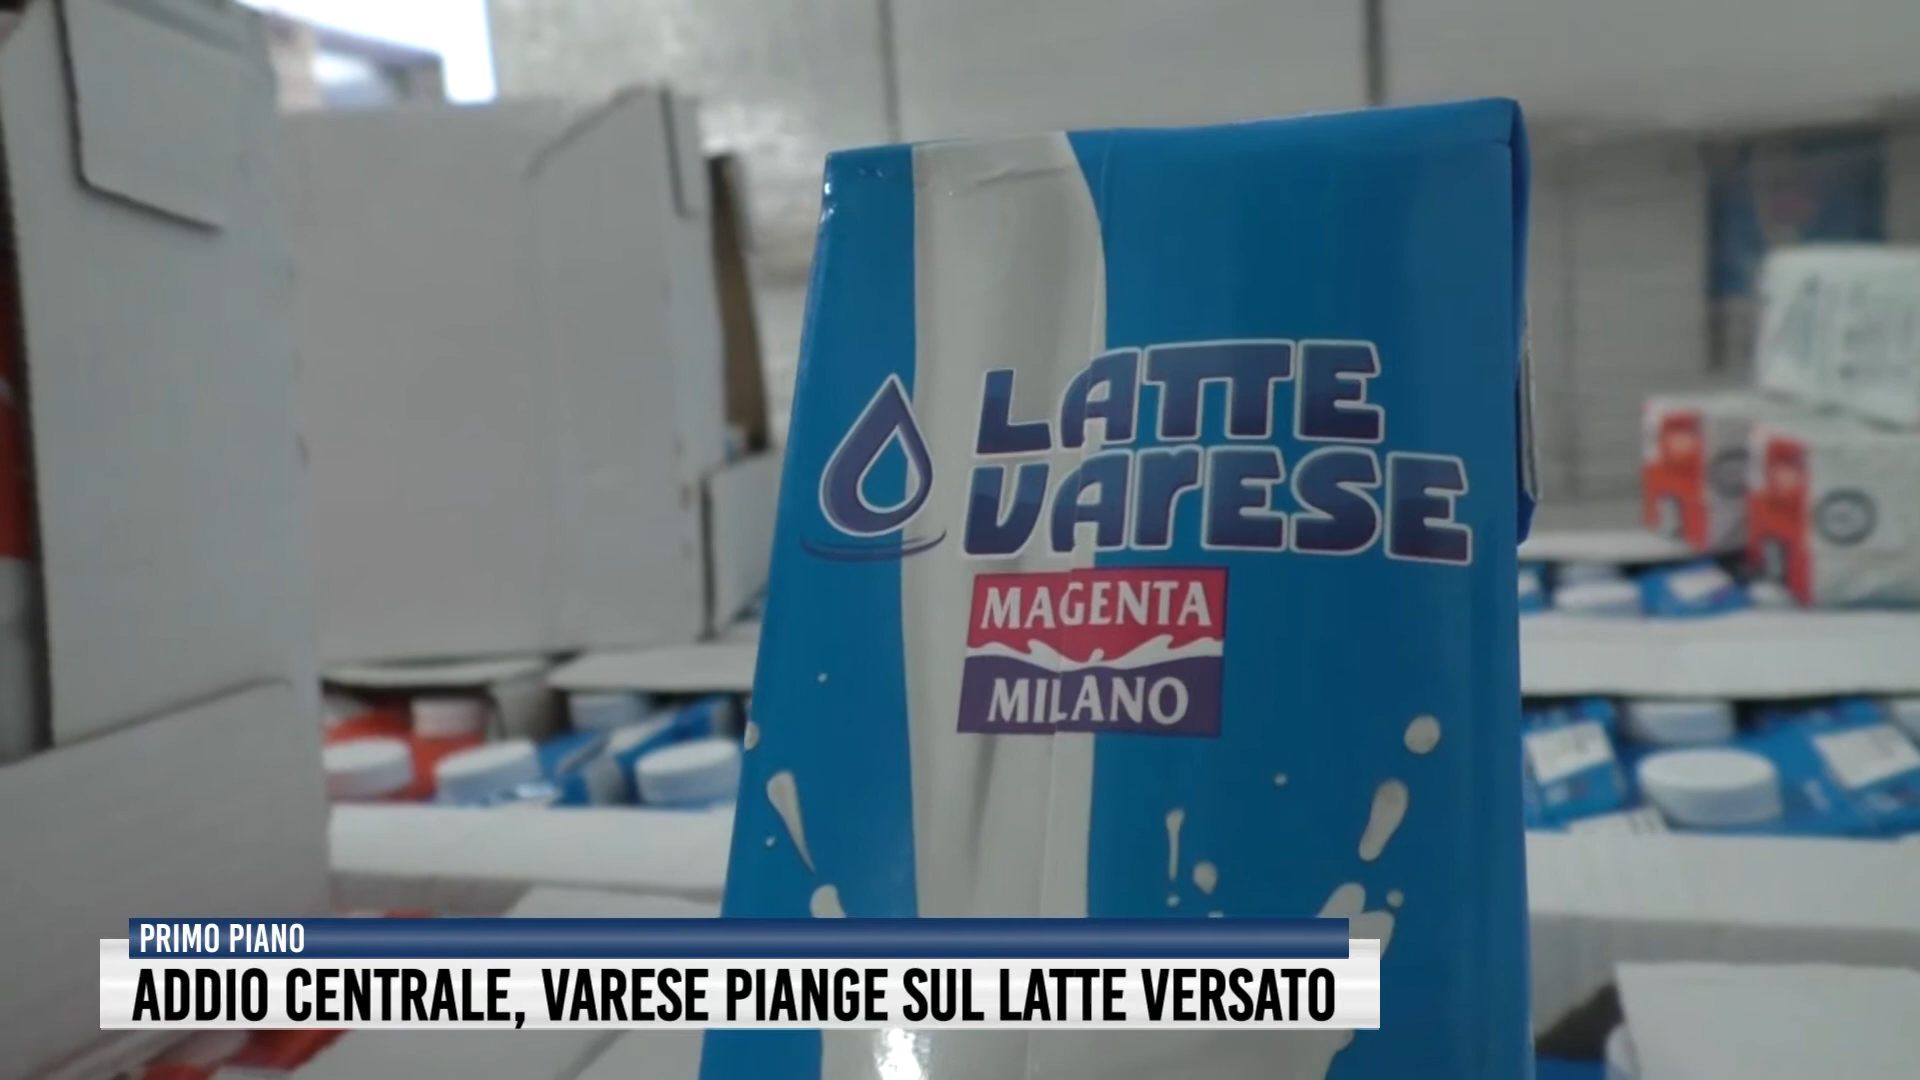 LATTE
VARESE
MAGENTA
MILANO
PRIMO PIANO
ADDIO CENTRALE, VARESE PIANGE SUL LATTE VERSATO